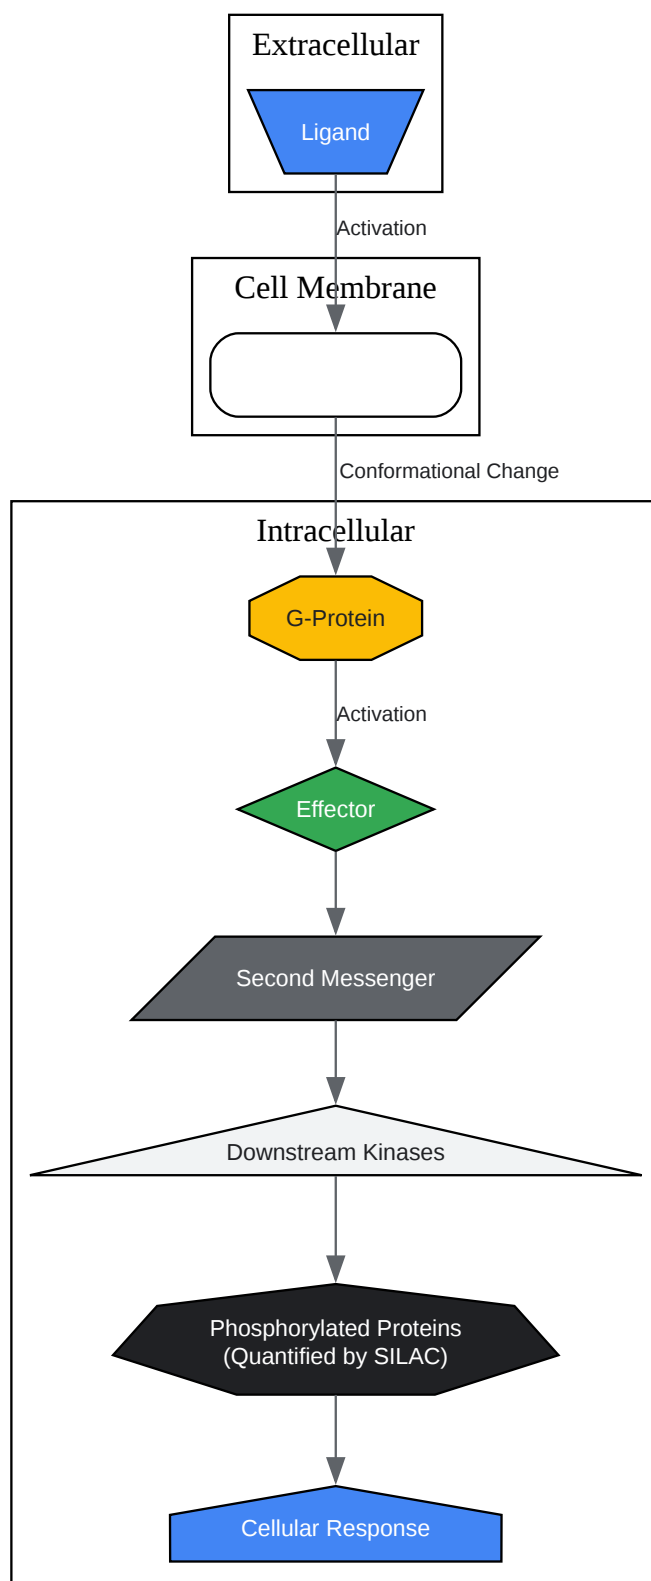 Extracellular
Ligand
Activation
Cell Membrane
Conformational Change
Intracellular
G-Protein
Activation
Effector
Second Messenger
Downstream Kinases
Phosphorylated Proteins
(Quantified by SILAC)
Cellular Response